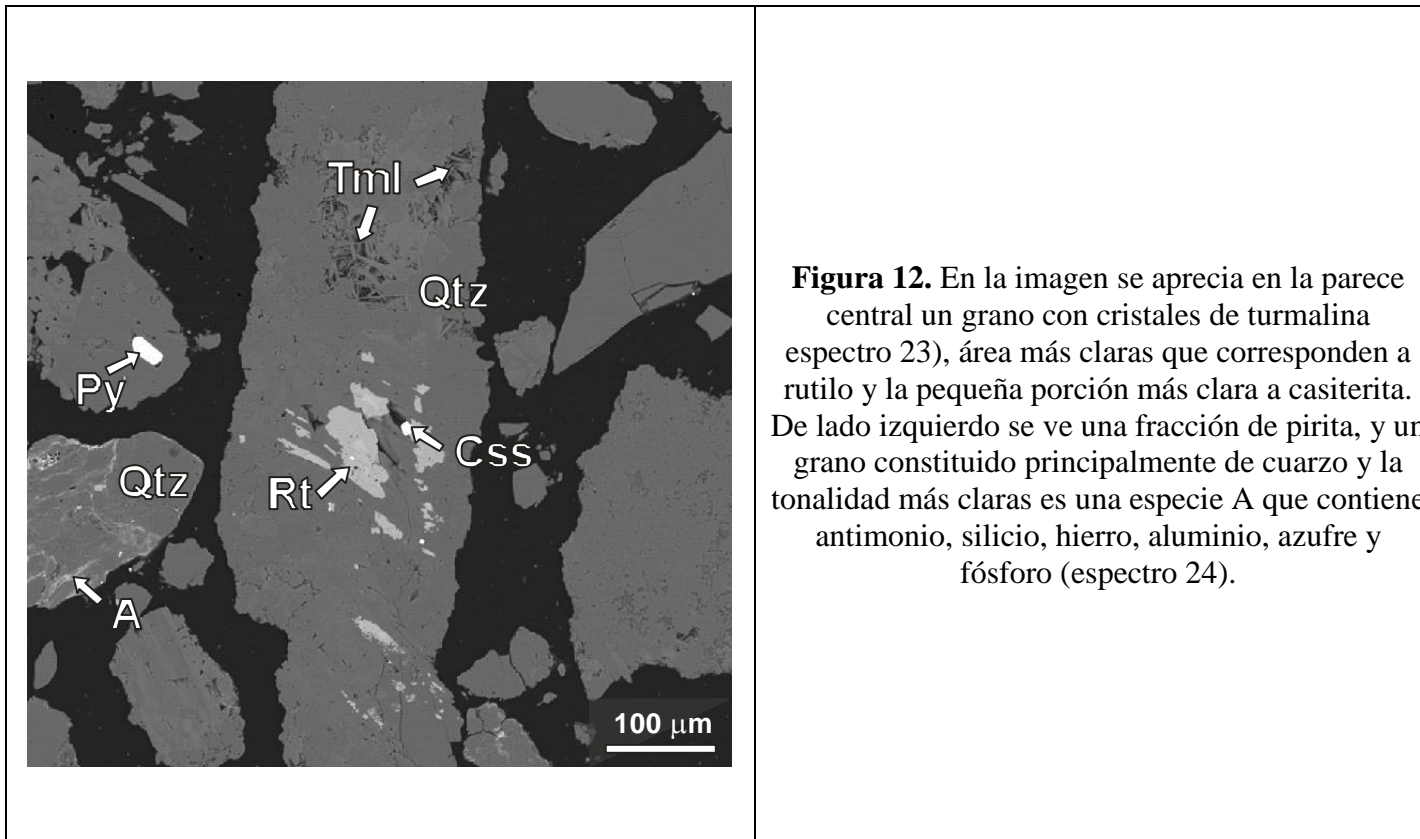 Tml
Qtz
Py
Css
Rt
Qtz
A
100 μm
Figura 12. En la imagen se aprecia en la parece
central un grano con cristales de turmalina
espectro 23), área más claras que corresponden a
rutilo y la pequeña porción más clara a casiterita.
De lado izquierdo se ve una fracción de pirita, y un
grano constituido principalmente de cuarzo y la
tonalidad más claras es una especie A que contiene
antimonio, silicio, hierro, aluminio, azufre y
fósforo (espectro 24).